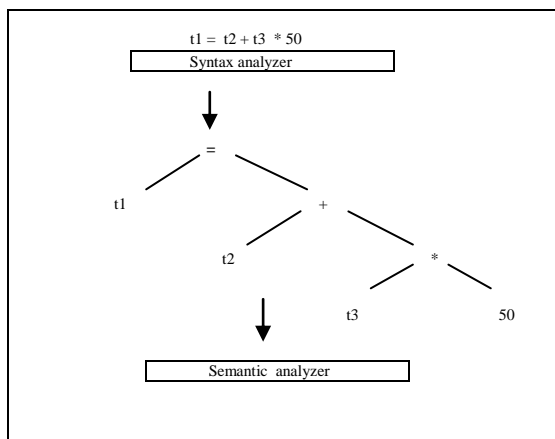 t1 = t2 + t3 * 50
Syntax analyzer
=
t1
+
t2
*
t3
50
Semantic analyzer